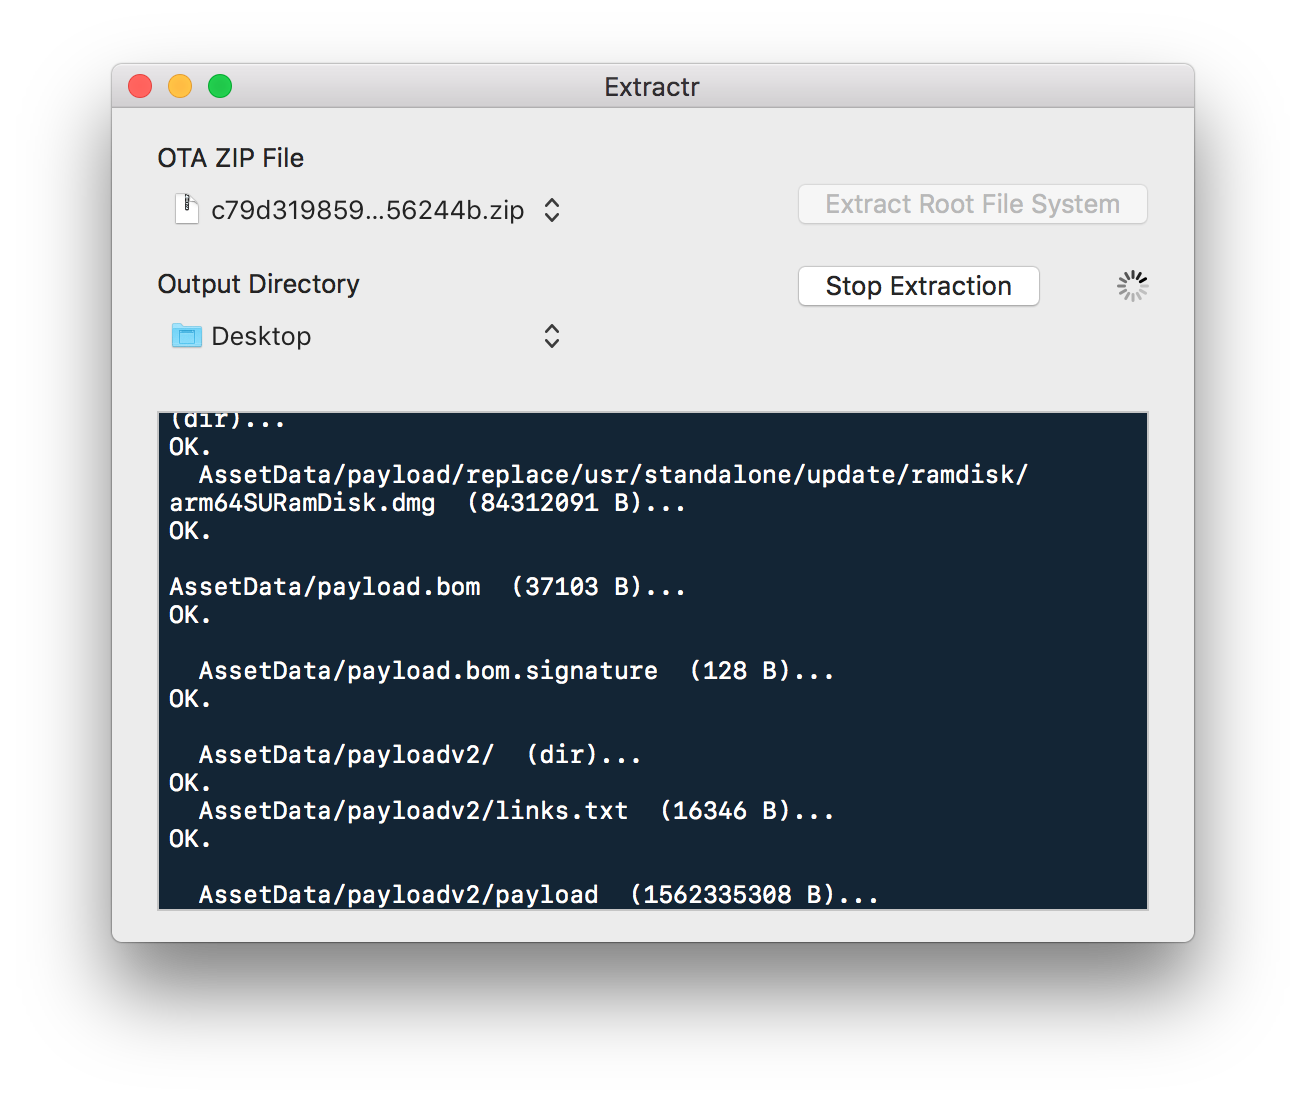 Extractr
OTA ZIP File
c79d319859...56244b.zip
Extract Root File System
Output Directory
Stop Extraction
Desktop
(dir)...
OK.
  AssetData/payload/replace/usr/standalone/update/ramdisk/
arm64SURamDisk.dmg  (84312091 B)...
OK.
AssetData/payload.bom  (37103 B)...
OK.
  AssetData/payload.bom.signature  (128 B)...
OK.
  AssetData/payloadv2/  (dir)...
OK.
  AssetData/payloadv2/links.txt  (16346 B)...
OK.
  AssetData/payloadv2/payload  (1562335308 B)...